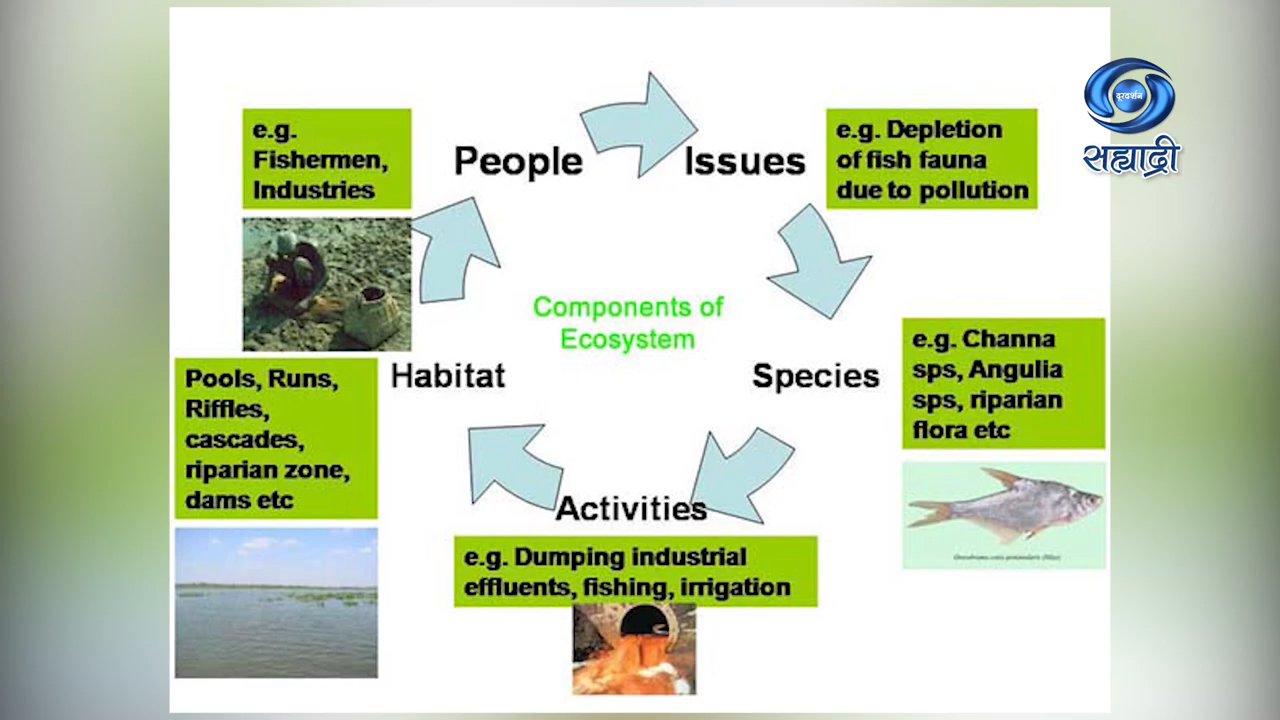 दूरदर्शन
सह्याद्री
e.g.
Fishermen,
Industries
People
Issues
e.g. Depletion
of fish fauna
due to pollution
Components of
Ecosystem
Habitat
Species
Pools, Runs,
Riffles,
cascades,
riparian zone,
dams etc
e.g. Channa
sps, Angulia
sps, riparian
flora etc
Activities
e.g. Dumping industrial
effluents, fishing, irrigation